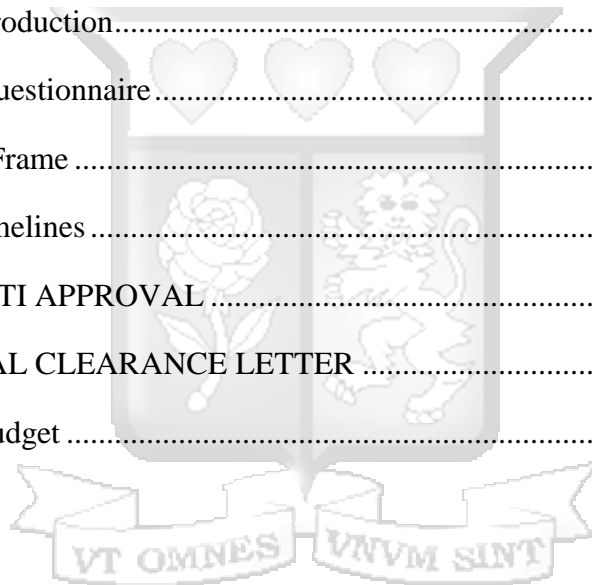 roduction...............................................................
uestionnaire.........................................................
Frame ...................................................................
nelines .................................................................
TI APPROVAL ..................................................
AL CLEARANCE LETTER ..............................
udget ....................................................................
VT OMNES VNVM SINT